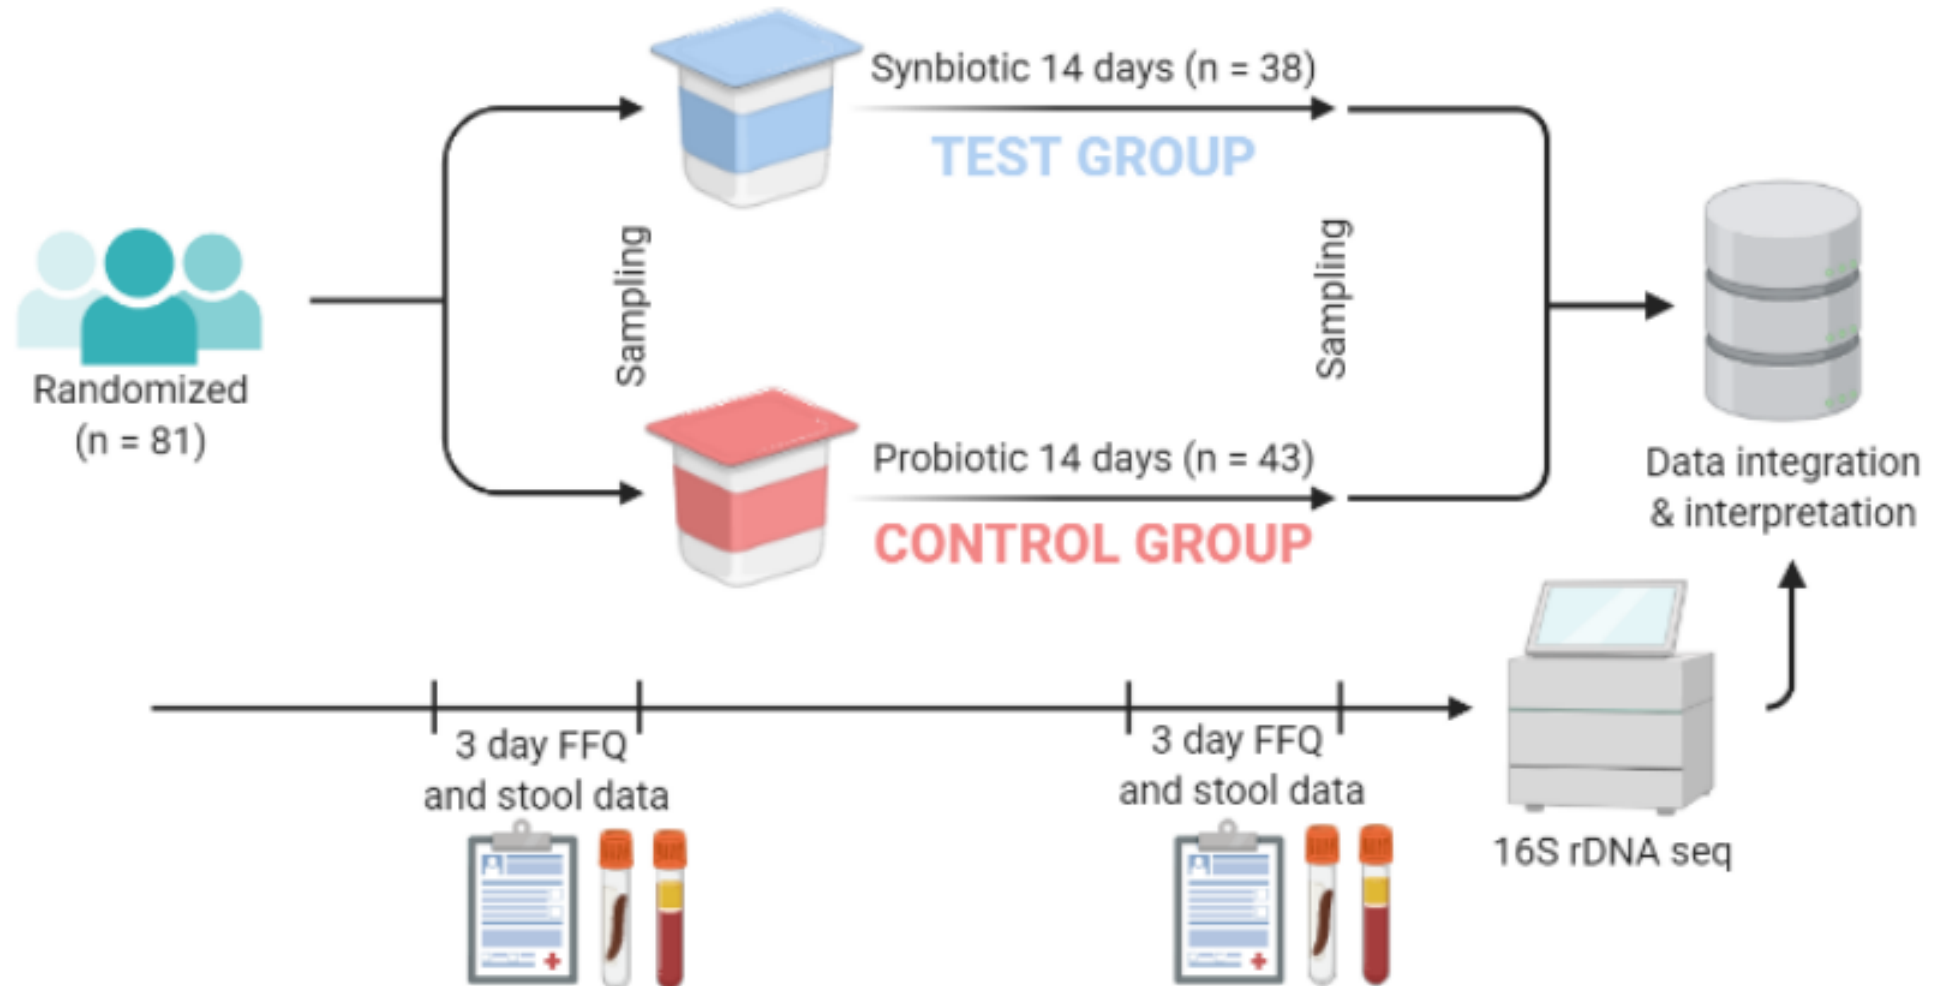 Synbiotic 14 days (n = 38)
TEST GROUP
Randomized
(n = 81)
Sampling
Sampling
Probiotic 14 days (n = 43)
CONTROL GROUP
Data integration
& interpretation
3 day FFQ
and stool data
3 day FFQ
and stool data
16S rDNA seq